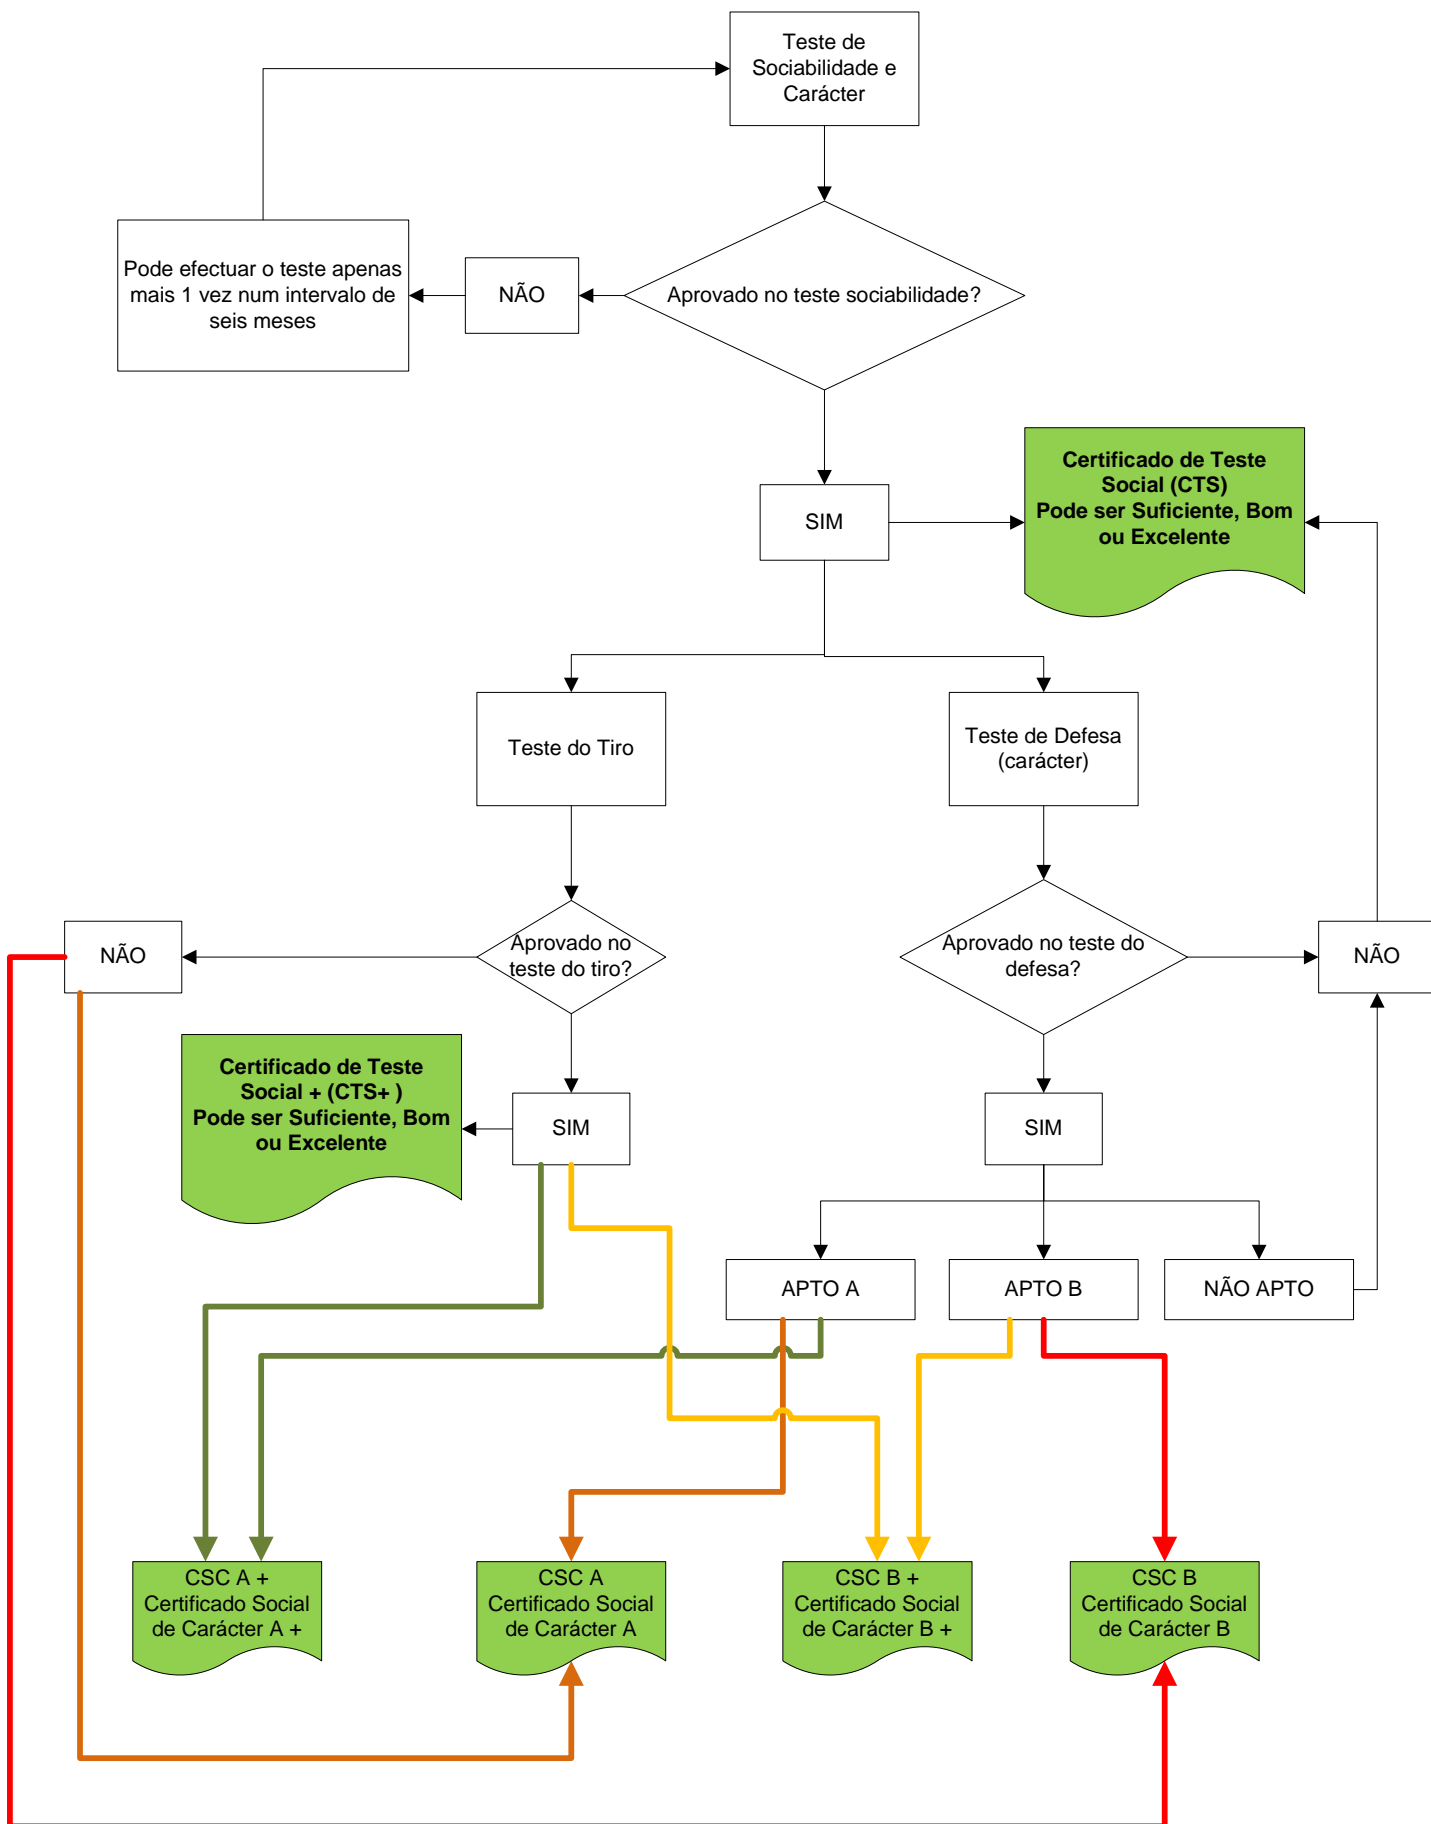 Teste de
Sociabilidade e
Carácter
Pode efectuar o teste apenas
mais 1 vez num intervalo de
seis meses
NÃO
Aprovado no teste sociabilidade?
SIM
Certificado de Teste
Social (CTS)
Pode ser Suficiente, Bom
ou Excelente
Teste do Tiro
Teste de Defesa
(carácter)
NÃO
Aprovado no
teste do tiro?
Aprovado no teste do
defesa?
NÃO
Certificado de Teste
Social + (CTS+ )
Pode ser Suficiente, Bom
ou Excelente
SIM
SIM
APTO A
APTO B
NÃO APTO
CSC A +
Certificado Social
de Carácter A +
CSC A
Certificado Social
de Carácter A
CSC B +
Certificado Social
de Carácter B +
CSC B
Certificado Social
de Carácter B